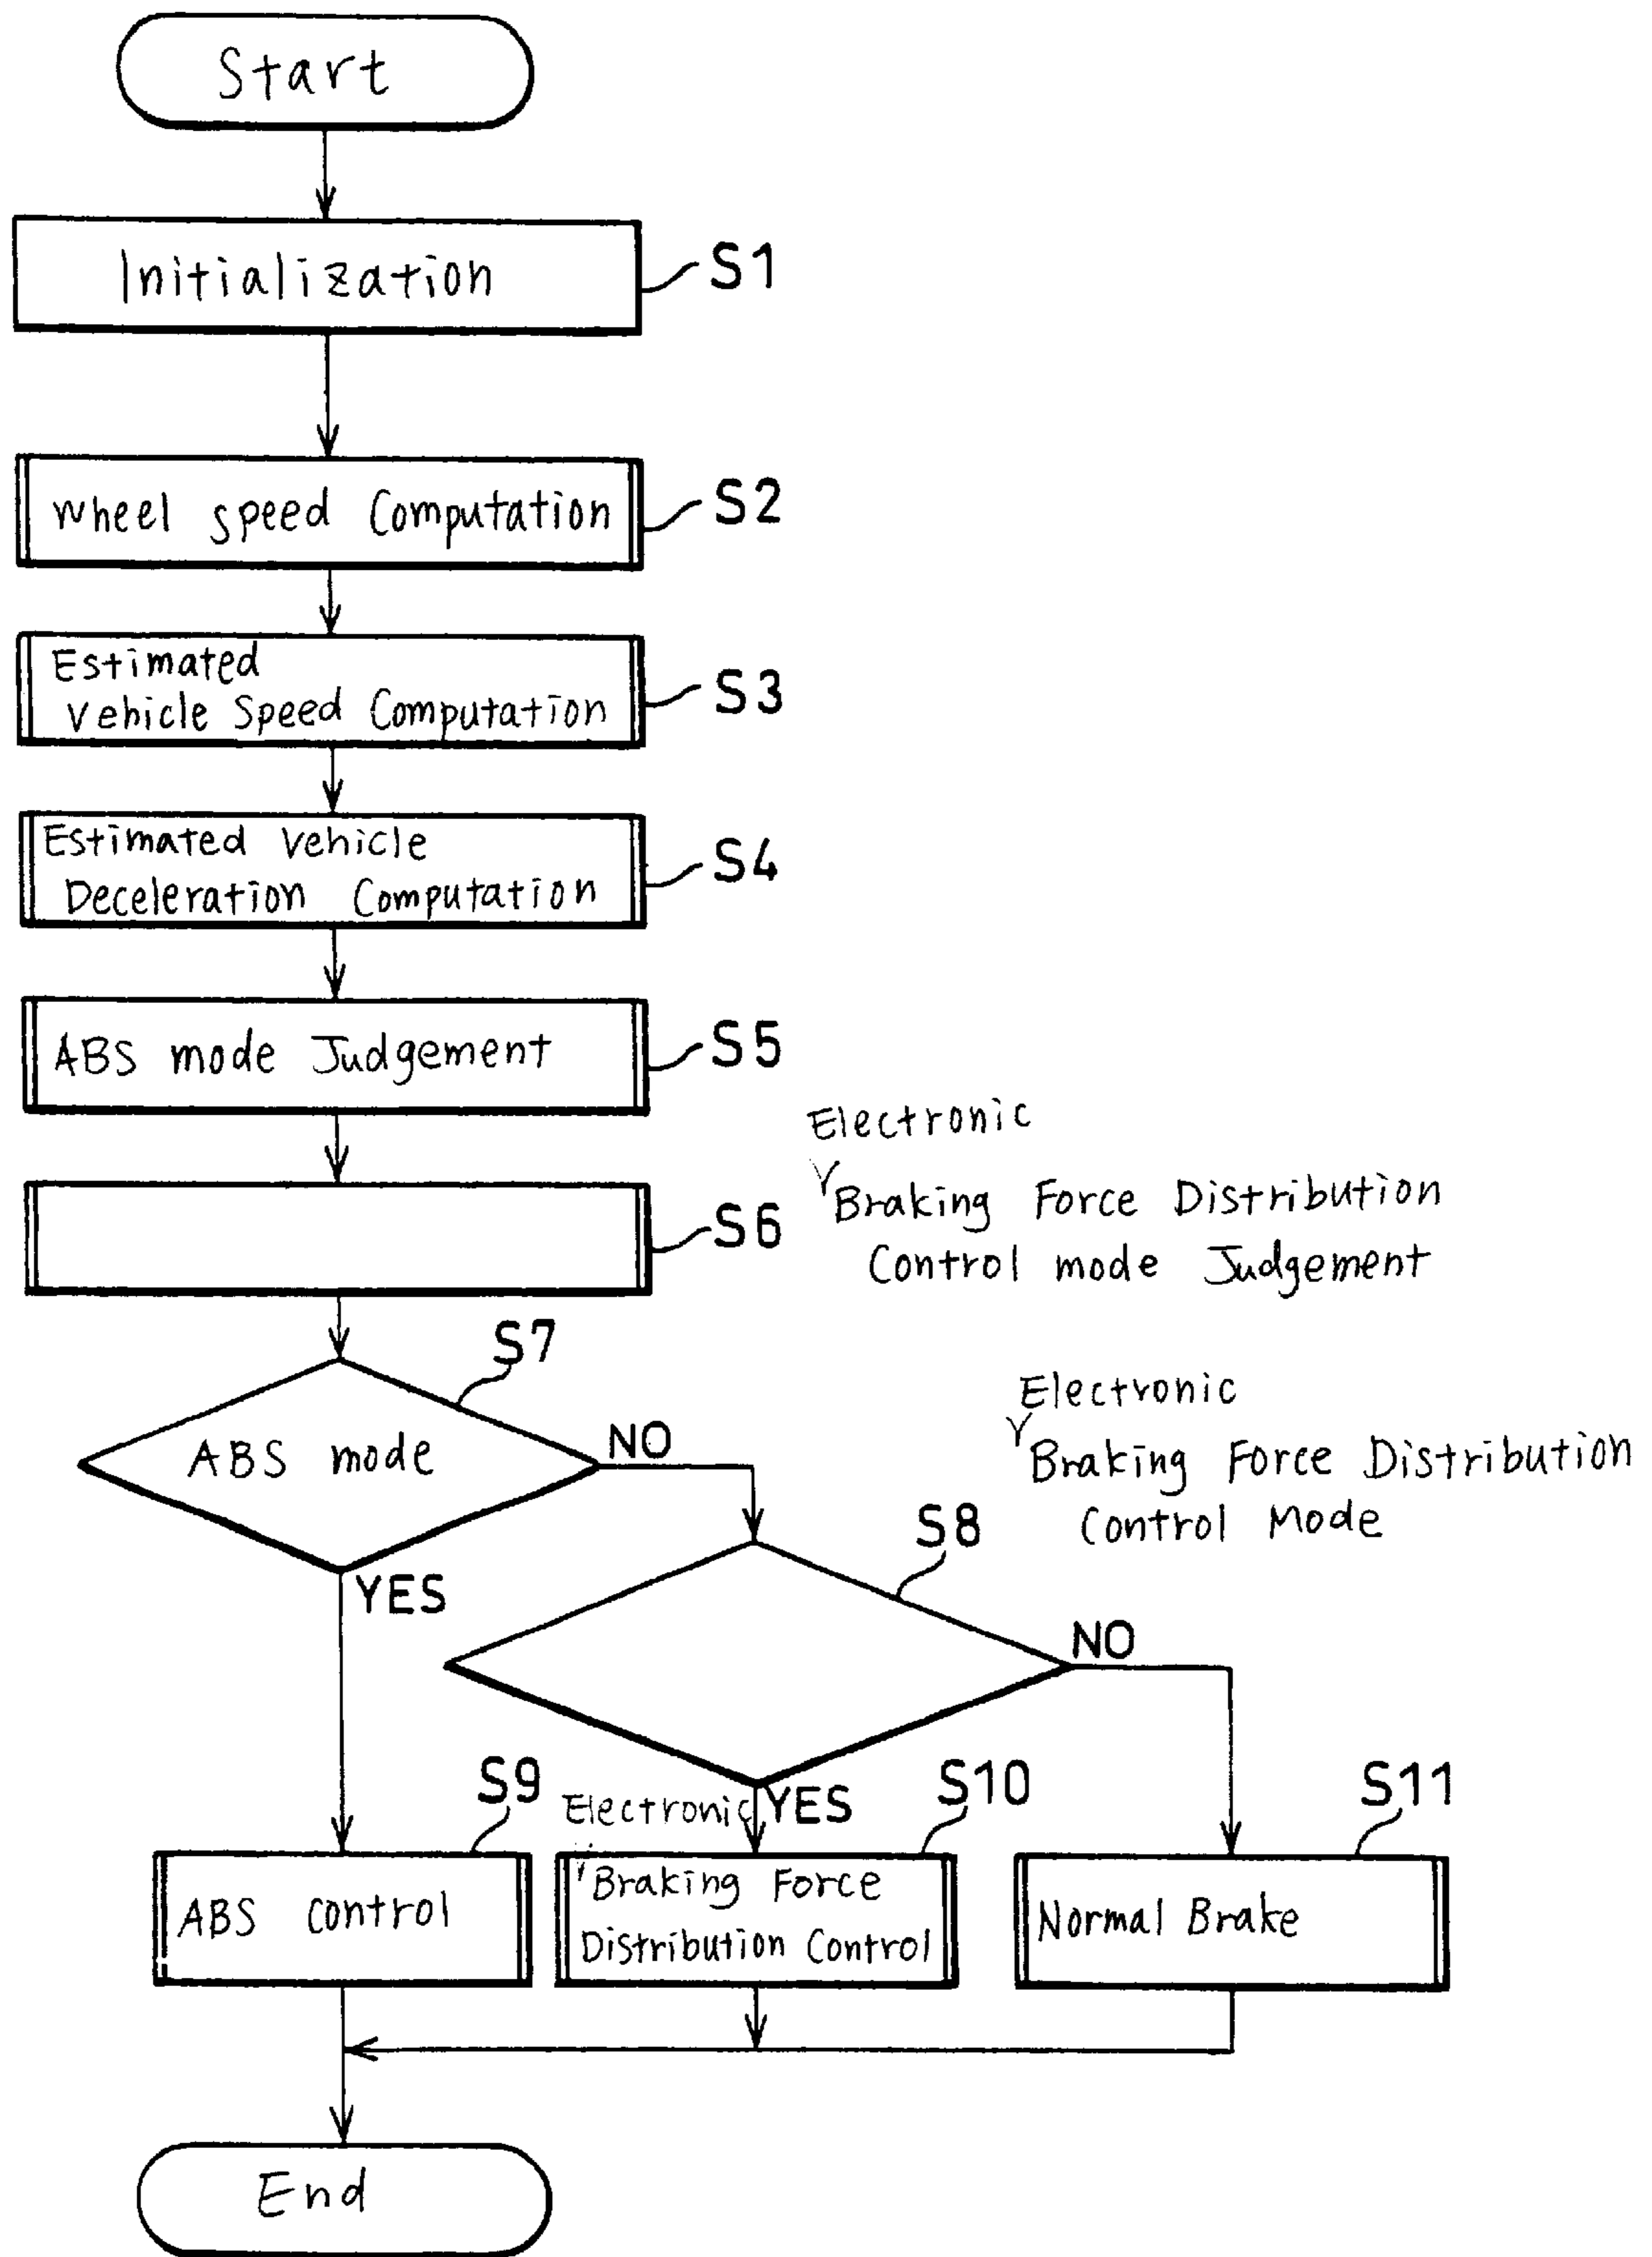 Start
Initialization
S1
wheel speed Computation
S2
Estimated
Vehicle Speed Computation
S3
Estimated Vehicle
Deceleration Computation
S4
ABS mode Judgement
S5
S6
Electronic
Braking Force Distribution
Control mode Judgement
S7
ABS mode
NO
YES
Electronic
Braking Force Distribution
Control Mode
S8
NO
YES
S9
ABS control
S10
Electronic
Braking Force
Distribution Control
S11
Normal Brake
End